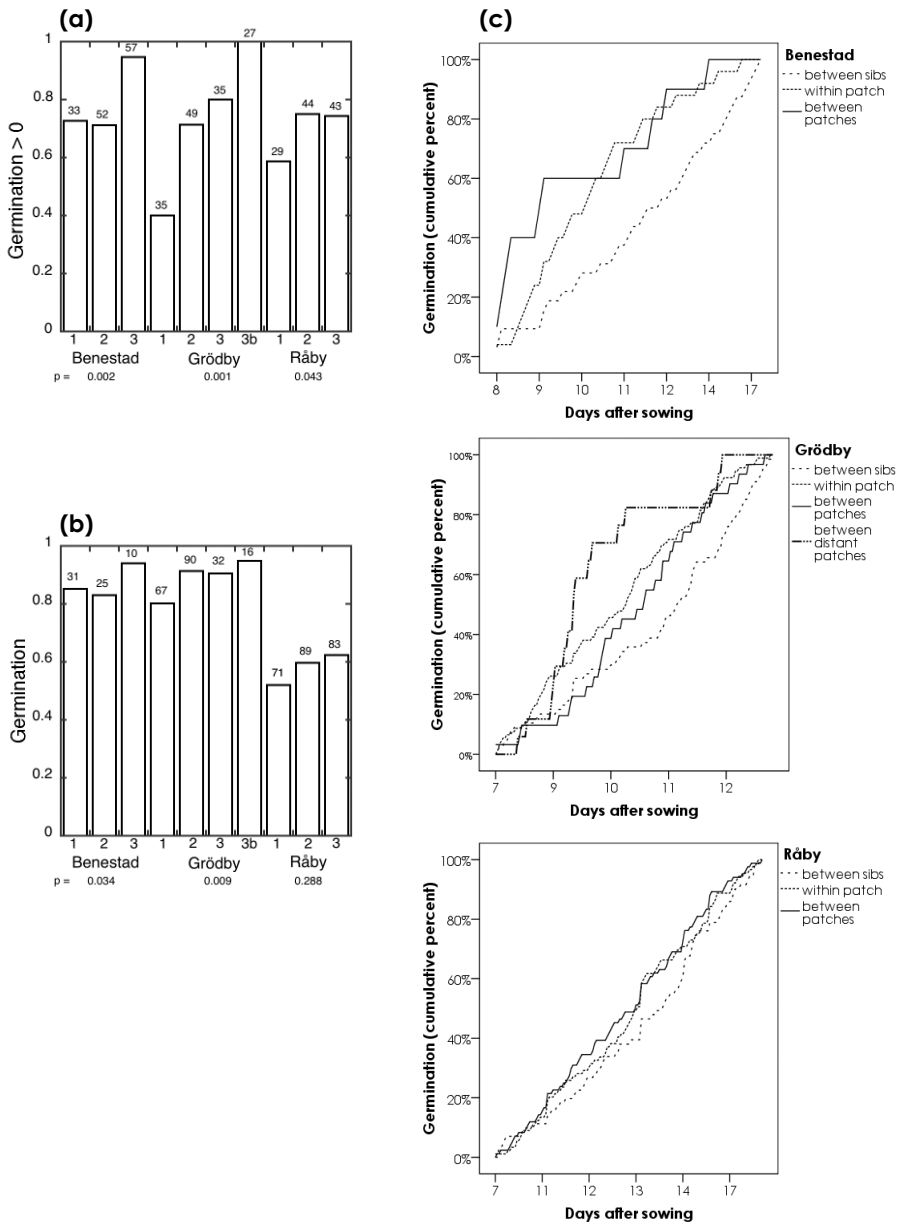 (a)
1
0.8
0.6
0.4
0.2
0
Germination > 0
33 52 57 35 49 35 27 29 44 43
1 2 3 1 2 3 3b 1 2 3
Benestad Grödby Råby
p = 0.002 0.001 0.043
(b)
1
0.8
0.6
0.4
0.2
0
Germination
31 25 10 67 90 32 16 71 89 83
1 2 3 1 2 3 3b 1 2 3
Benestad Grödby Råby
p = 0.034 0.009 0.288
(c)
100%
80%
60%
40%
20%
0%
Germination (cumulative percent)
8 9 10 11 12 14 17
Days after sowing
Benestad
between sibs
within patch
between
patches
100%
80%
60%
40%
20%
0%
Germination (cumulative percent)
7 9 10 11 12
Days after sowing
Grödby
between sibs
within patch
between
patches
between
distant
patches
100%
80%
60%
40%
20%
0%
Germination (cumulative percent)
7 11 12 13 14 17
Days after sowing
Råby
between sibs
within patch
between
patches